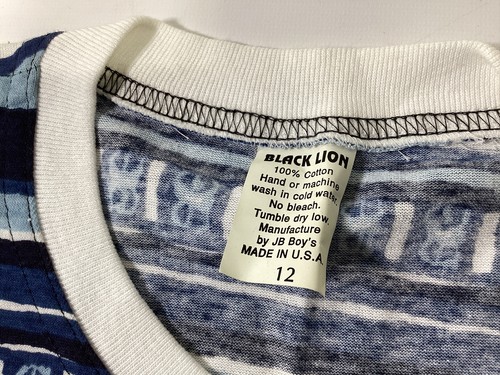 BLACK LION
100% Cotton
Hand or machine
wash in cold water.
No bleach.
Tumble dry low.
Manufacture
by JB Boy's
MADE IN U.S.A
12